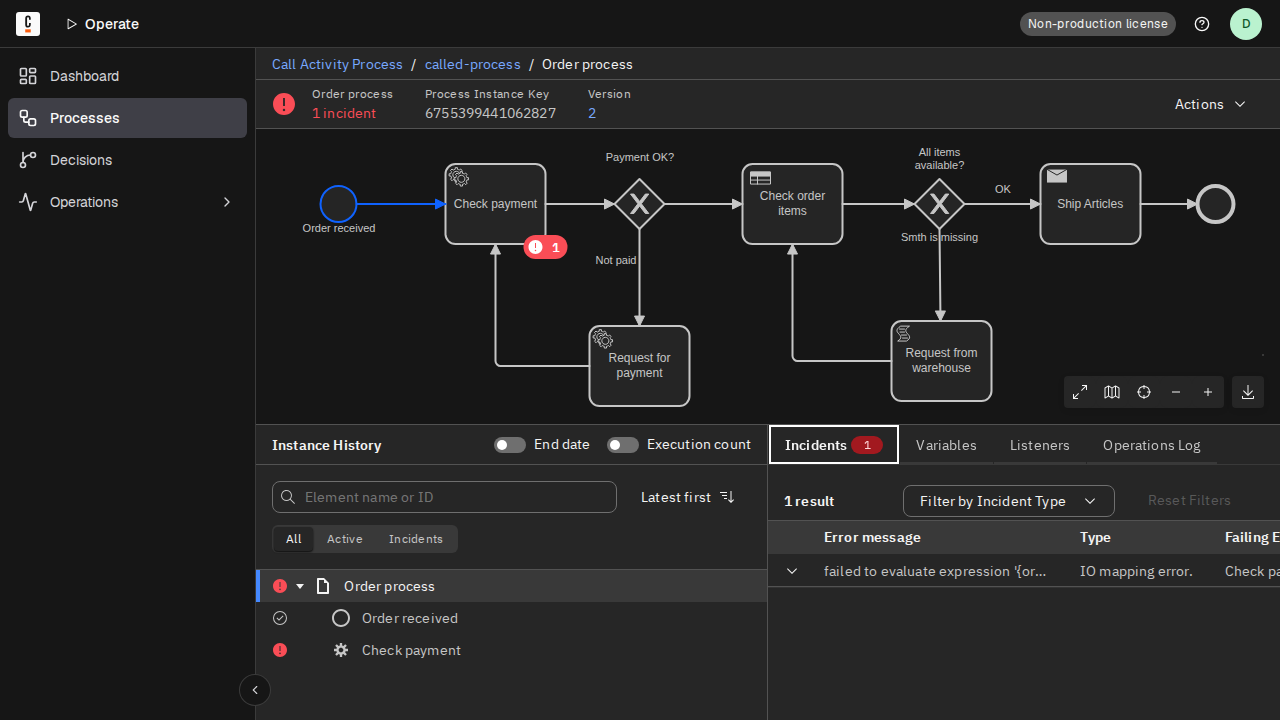 C
Operate
Non-production license
D
Dashboard
Processes
Decisions
Operations
Call Activity Process / called-process / Order process
Order process
1 incident
Process Instance Key
6755399441062827
Version
2
Actions
Order received
Check payment
1
Payment OK?
Not paid
Request for
payment
Check order
items
All items
available?
OK
Smth is missing
Request from
warehouse
Ship Articles
Instance History
End date
Execution count
Element name or ID
Latest first
All
Active
Incidents
Order process
Order received
Check payment
Incidents 1
Variables
Listeners
Operations Log
1 result
Filter by Incident Type
Reset Filters
Error message
Type
Failing E
failed to evaluate expression '{or...
IO mapping error.
Check pa